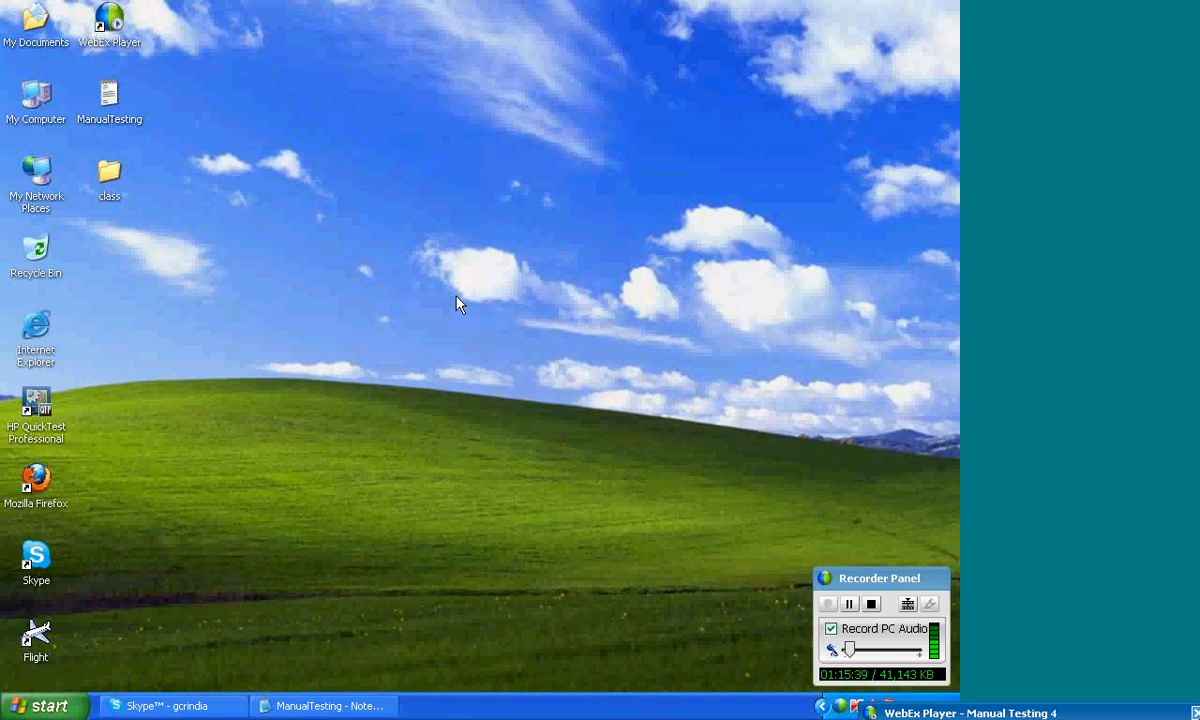 My Documents
WebEx Player
My Computer
ManualTesting
My Network
Places
class
Recycle Bin
Internet
Explorer
QTP
HP QuickTest
Professional
Mozilla Firefox
Skype
Flight
Recorder Panel
Record PC Audio
01:15:39 / 41,143 KB
start
Skype™ - gcrindia
ManualTesting - Note...
WebEx Player - Manual Testing 4